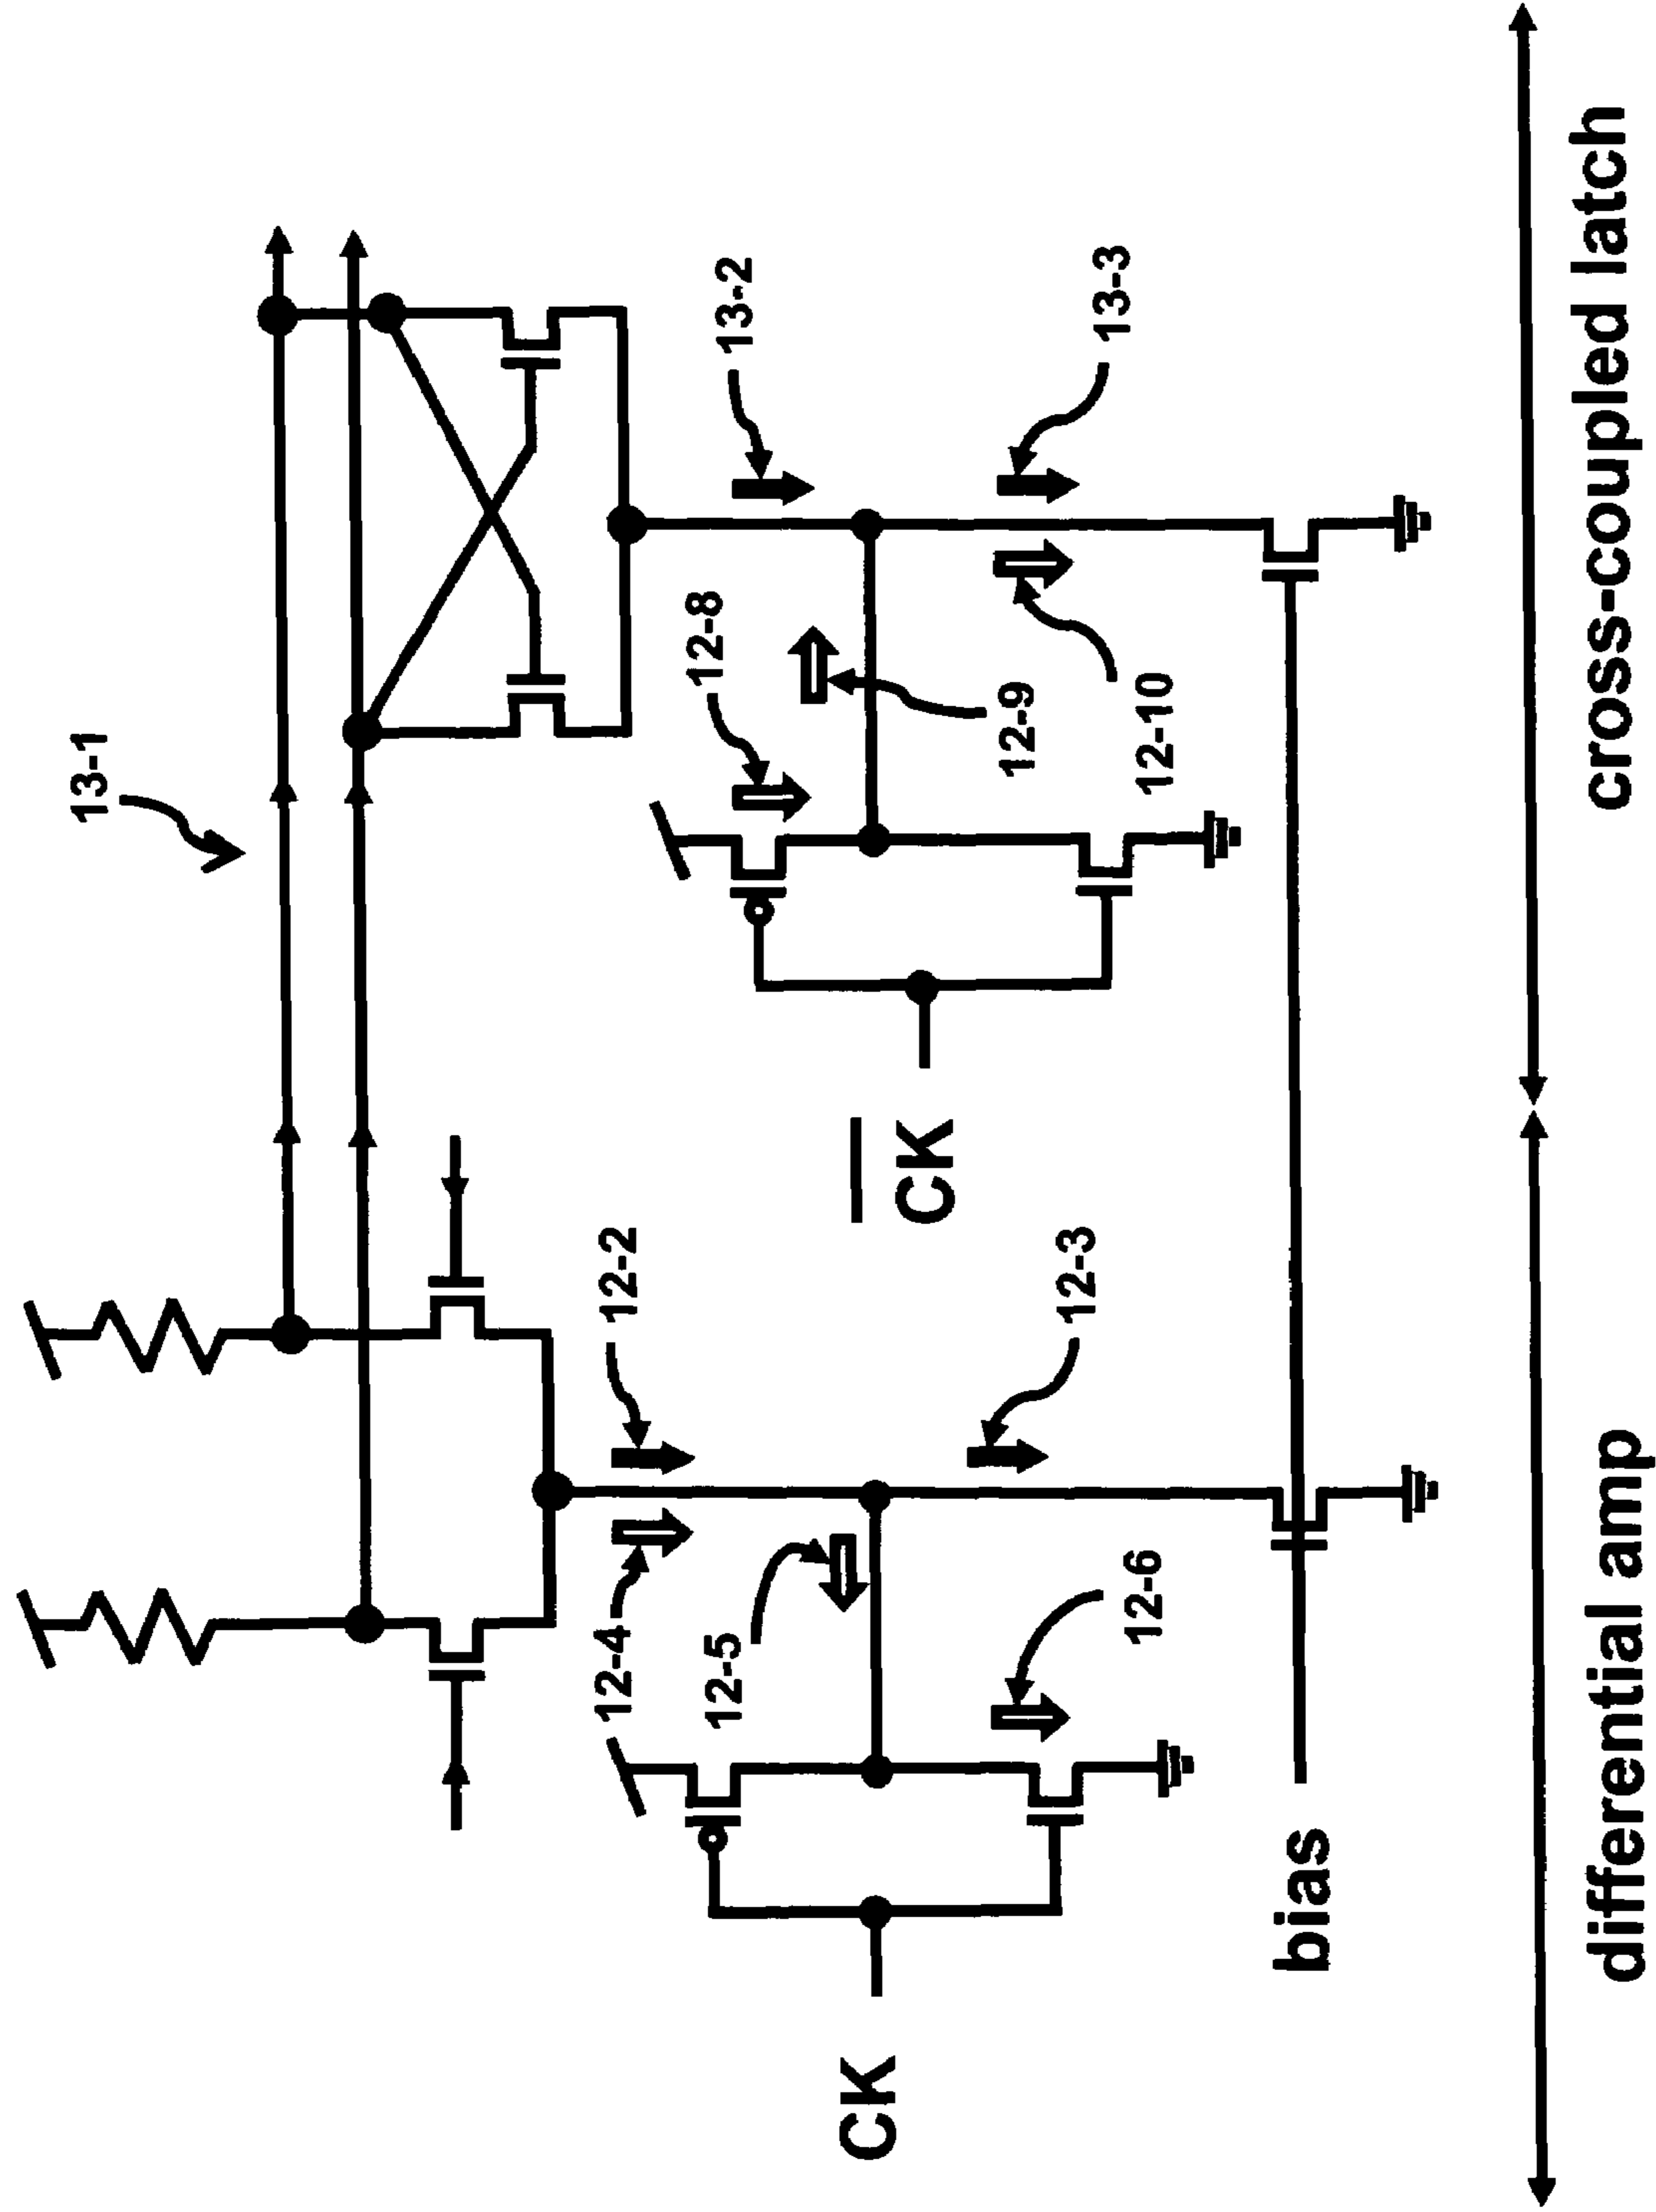 13-1
12-4
12-2
12-8
13-2
12-5
CK
C̅K̅
12-9
12-3
13-3
12-6
12-10
bias
differential amp
cross-coupled latch